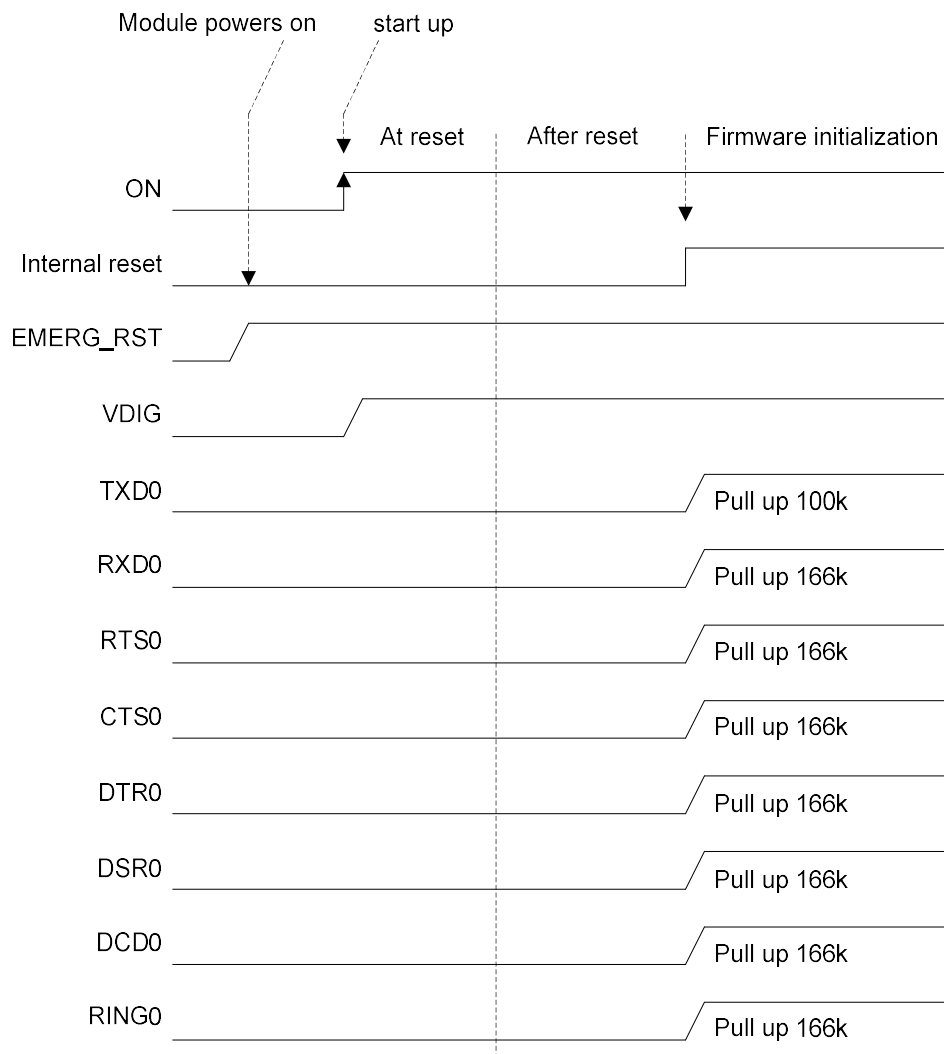 Module powers on
start up
At reset
After reset
Firmware initialization
ON
Internal reset
EMERG_RST
VDIG
TXD0
Pull up 100k
RXD0
Pull up 166k
RTS0
Pull up 166k
CTS0
Pull up 166k
DTR0
Pull up 166k
DSR0
Pull up 166k
DCD0
Pull up 166k
RING0
Pull up 166k